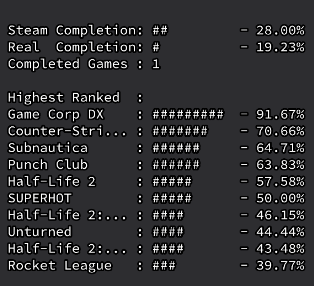 Steam Completion: ## - 28.00%
Real  Completion: # - 19.23%
Completed Games : 1
Highest Ranked  :
Game Corp DX    : ######### - 91.67%
Counter-Stri... : ####### - 70.66%
Subnautica      : ###### - 64.71%
Punch Club      : ###### - 63.83%
Half-Life 2     : ##### - 57.58%
SUPERHOT        : ##### - 50.00%
Half-Life 2:... : #### - 46.15%
Unturned        : #### - 44.44%
Half-Life 2:... : #### - 43.48%
Rocket League   : ### - 39.77%